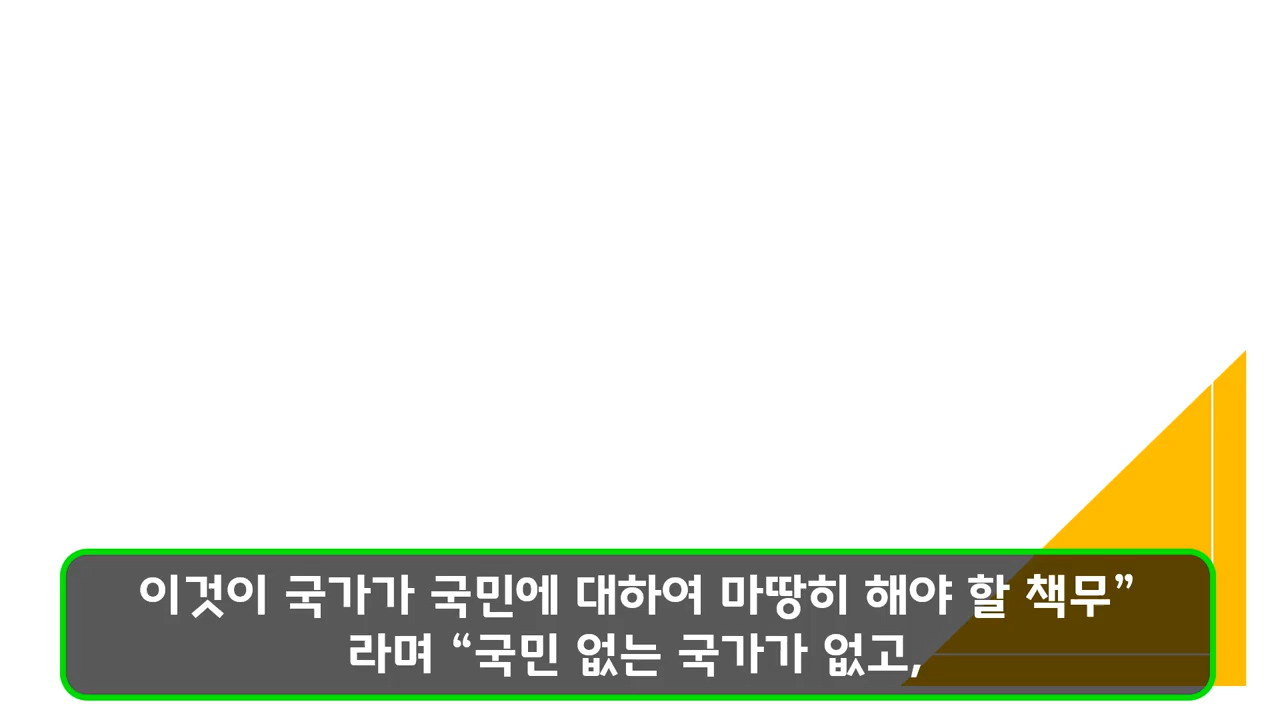 이것이 국가가 국민에 대하여 마땅히 해야 할 책무”
라며 “국민 없는 국가가 없고,